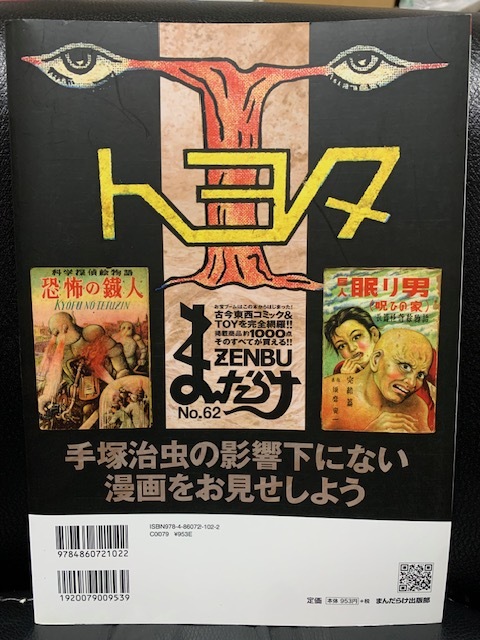 トヨタ
科学探偵絵物語
恐怖の鐵人
KYOFU NO TETUZIN
お宝ブームはこの本からはじまった!
古今東西コミック&
TOYを完全網羅!!
掲載商品約1000点
そのすべてが買える!!
ZENBU
まんだらけ
No.62
眠り男
呪ひの家
完結篇
手塚治虫の影響下にない
漫画をお見せしよう
ISBN978-4-86072-102-2
C0079 ¥953E
9784860721022
1920079009539
定価 本体 953円 +税 まんだらけ出版部